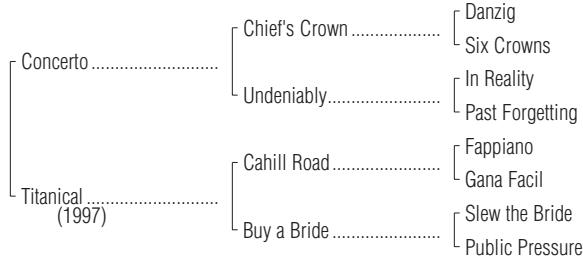 Danzig
Chief's Crown
Six Crowns
Concerto
In Reality
Undeniably
Past Forgetting
Fappiano
Cahill Road
Gana Facil
Titanical
(1997)
Slew the Bride
Buy a Bride
Public Pressure